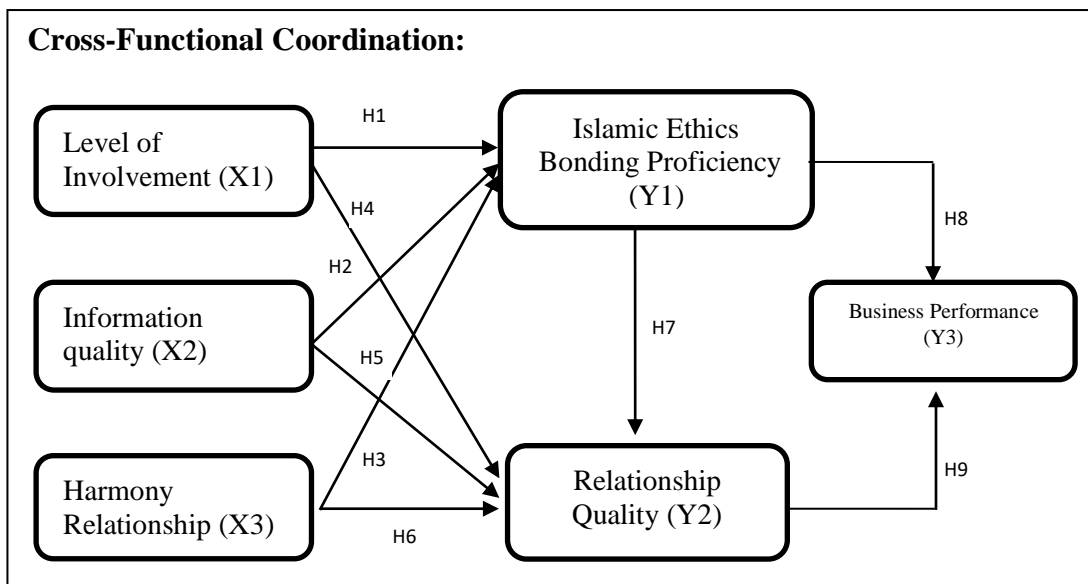 Cross-Functional Coordination:
H1
Level of
Involvement (X1)
Islamic Ethics
Bonding Proficiency
(Y1)
H4
H8
H2
Information
quality (X2)
H5
H7
Business Performance
(Y3)
H3
Harmony
Relationship (X3)
H6
Relationship
Quality (Y2)
H9